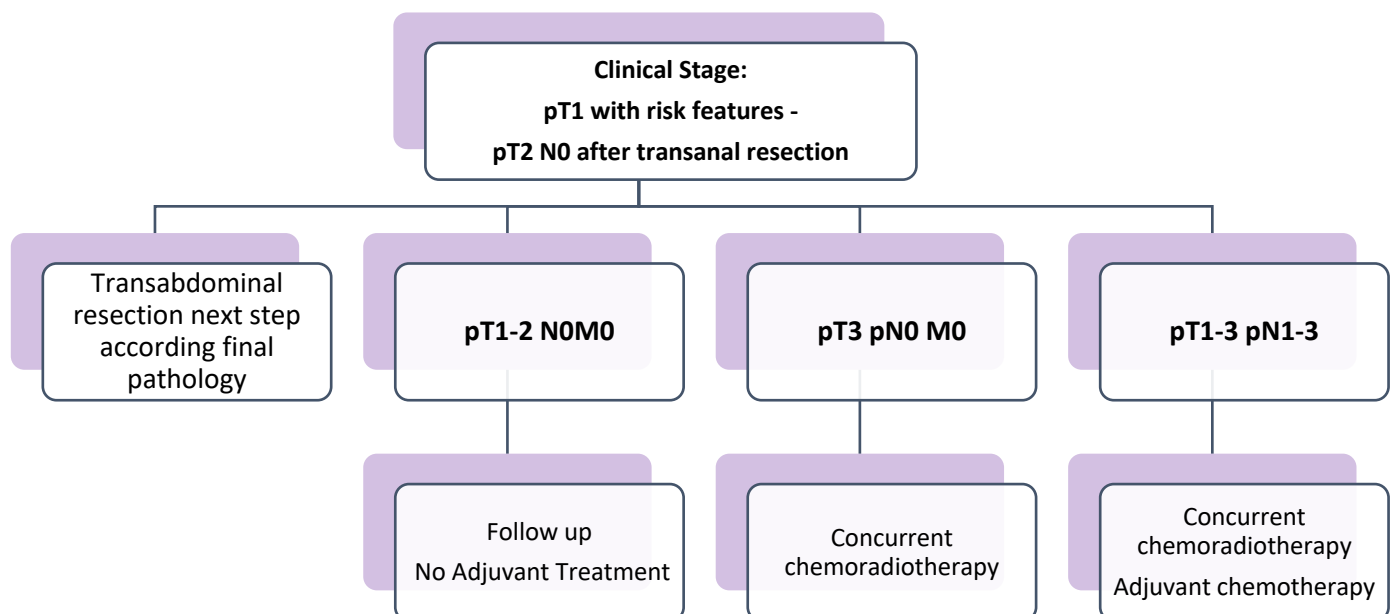 Clinical Stage:
pT1 with risk features -
pT2 N0 after transanal resection
Transabdominal
resection next step
according final
pathology
pT1-2 N0M0
pT3 pN0 M0
pT1-3 pN1-3
Follow up
No Adjuvant Treatment
Concurrent
chemoradiotherapy
Concurrent
chemoradiotherapy
Adjuvant chemotherapy